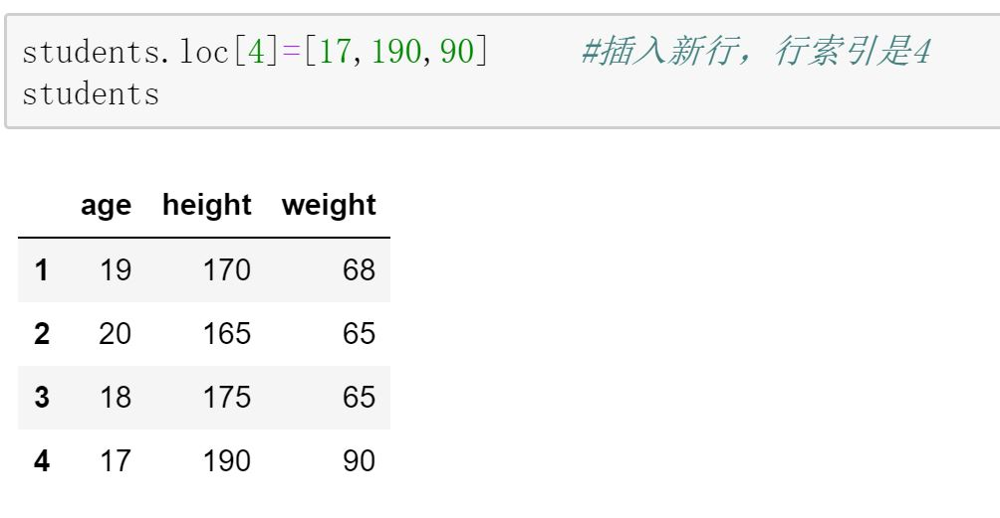 students.loc[4]=[17,190,90] #插入新行，行索引是4
students
age height weight
1 19 170 68
2 20 165 65
3 18 175 65
4 17 190 90